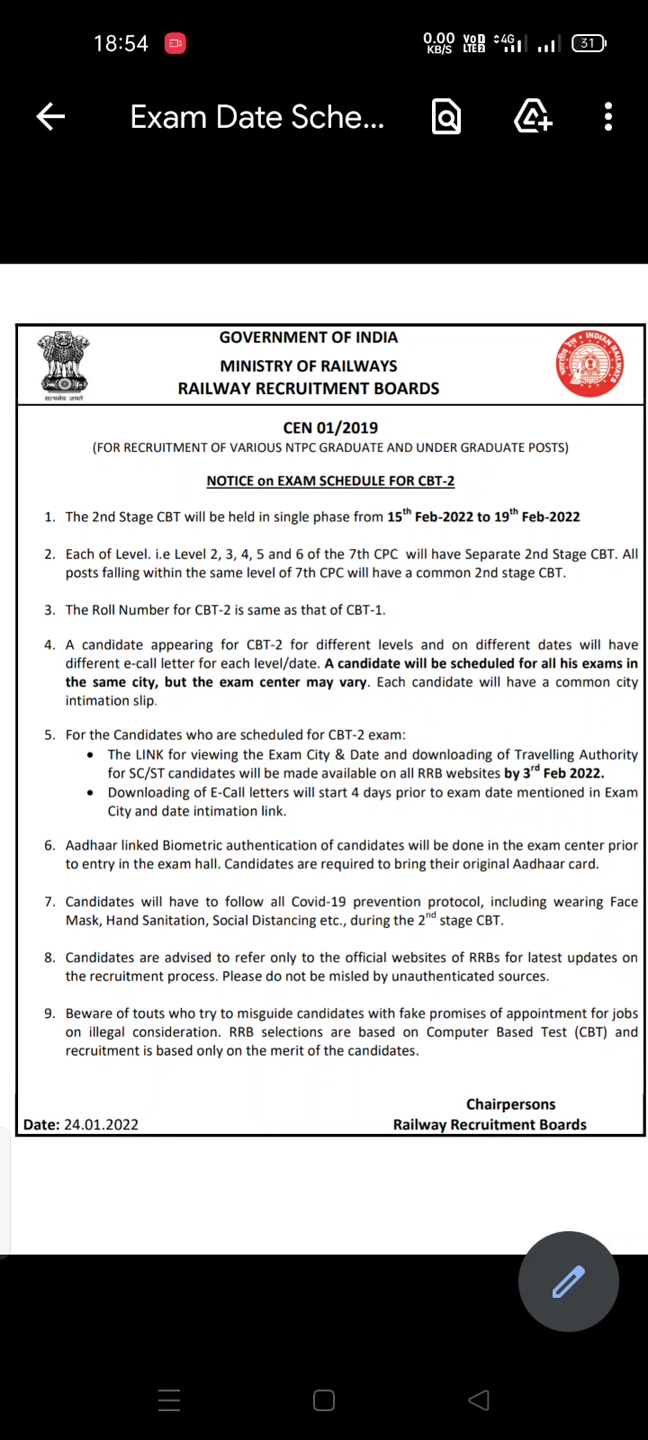 18:54
0.00 KB/S
4G
31
Exam Date Sche...
GOVERNMENT OF INDIA
MINISTRY OF RAILWAYS
RAILWAY RECRUITMENT BOARDS
सत्यमेव जयते
INDIAN RAILWAYS
भारतीय रेल
CEN 01/2019
(FOR RECRUITMENT OF VARIOUS NTPC GRADUATE AND UNDER GRADUATE POSTS)
NOTICE on EXAM SCHEDULE FOR CBT-2
1. The 2nd Stage CBT will be held in single phase from 15th Feb-2022 to 19th Feb-2022
2. Each of Level. i.e Level 2, 3, 4, 5 and 6 of the 7th CPC will have Separate 2nd Stage CBT. All
posts falling within the same level of 7th CPC will have a common 2nd stage CBT.
3. The Roll Number for CBT-2 is same as that of CBT-1.
4. A candidate appearing for CBT-2 for different levels and on different dates will have
different e-call letter for each level/date. A candidate will be scheduled for all his exams in
the same city, but the exam center may vary. Each candidate will have a common city
intimation slip.
5. For the Candidates who are scheduled for CBT-2 exam:
• The LINK for viewing the Exam City & Date and downloading of Travelling Authority
for SC/ST candidates will be made available on all RRB websites by 3rd Feb 2022.
• Downloading of E-Call letters will start 4 days prior to exam date mentioned in Exam
City and date intimation link.
6. Aadhaar linked Biometric authentication of candidates will be done in the exam center prior
to entry in the exam hall. Candidates are required to bring their original Aadhaar card.
7. Candidates will have to follow all Covid-19 prevention protocol, including wearing Face
Mask, Hand Sanitation, Social Distancing etc., during the 2nd stage CBT.
8. Candidates are advised to refer only to the official websites of RRBs for latest updates on
the recruitment process. Please do not be misled by unauthenticated sources.
9. Beware of touts who try to misguide candidates with fake promises of appointment for jobs
on illegal consideration. RRB selections are based on Computer Based Test (CBT) and
recruitment is based only on the merit of the candidates.
Chairpersons
Date: 24.01.2022
Railway Recruitment Boards